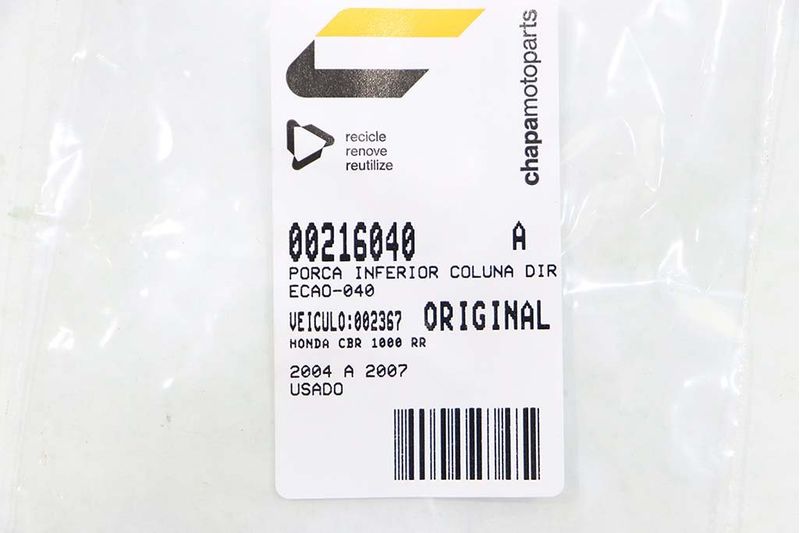 chapamotoparts
recicle
renove
reutilize
00216040 A
PORCA INFERIOR COLUNA DIR
ECAO-040
VEICULO:002367 ORIGINAL
HONDA CBR 1000 RR
2004 A 2007
USADO